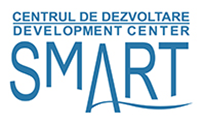 CENTRUL DE DEZVOLTARE
DEVELOPMENT CENTER
SMART